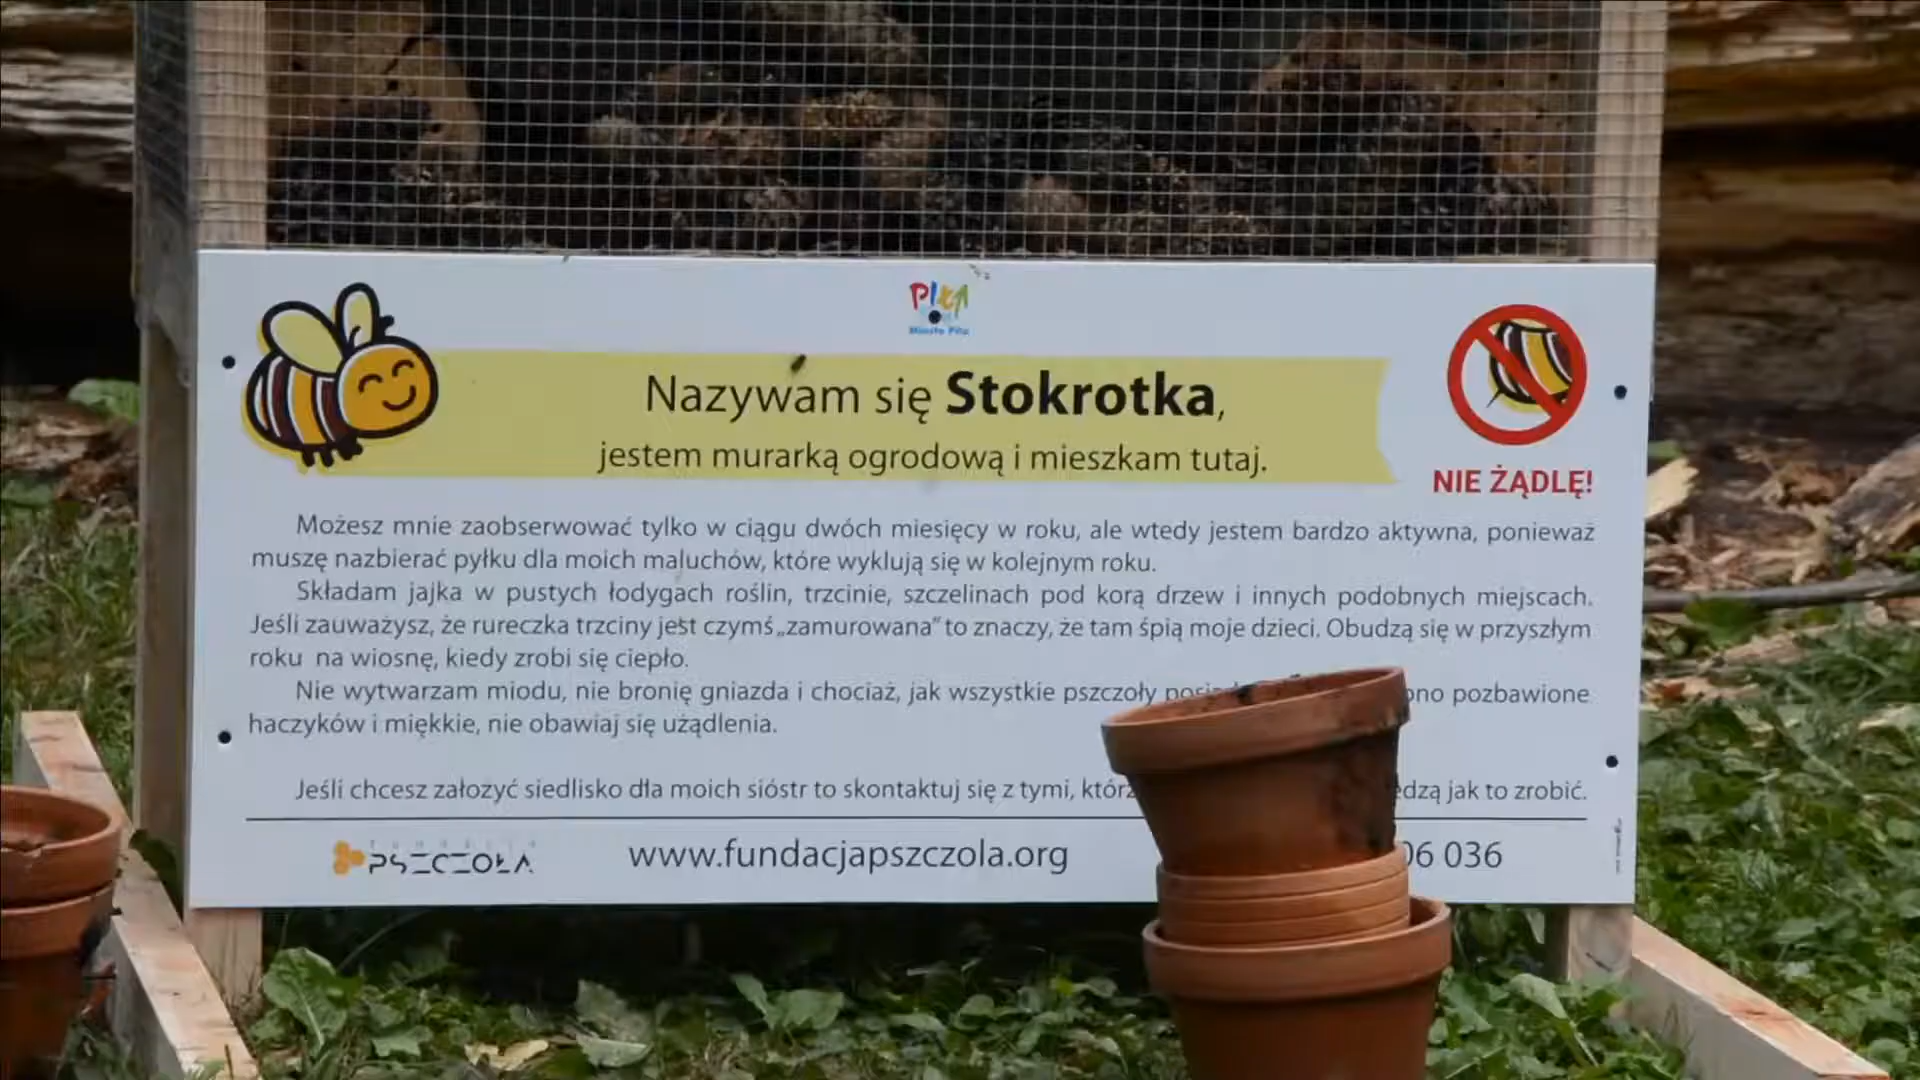 PIŁA
Miasto Piła
Nazywam się Stokrotka,
jestem murarką ogrodową i mieszkam tutaj.
NIE ŻĄDLĘ!
Możesz mnie zaobserwować tylko w ciągu dwóch miesięcy w roku, ale wtedy jestem bardzo aktywna, ponieważ
muszę nazbierać pyłku dla moich maluchów, które wyklują się w kolejnym roku.
Składam jajka w pustych łodygach roślin, trzcinie, szczelinach pod korą drzew i innych podobnych miejscach.
Jeśli zauważysz, że rureczka trzciny jest czymś „zamurowana” to znaczy, że tam śpią moje dzieci. Obudzą się w przyszłym
roku na wiosnę, kiedy zrobi się ciepło.
Nie wytwarzam miodu, nie bronię gniazda i chociaż, jak wszystkie pszczoły pozbawione
haczyków i miękkie, nie obawiaj się użądlenia.
Jeśli chcesz założyć siedlisko dla moich sióstr to skontaktuj się z tymi, jak to zrobić.
FUNDACJA
PSZCZOŁA
www.fundacjapszczola.org
06 036